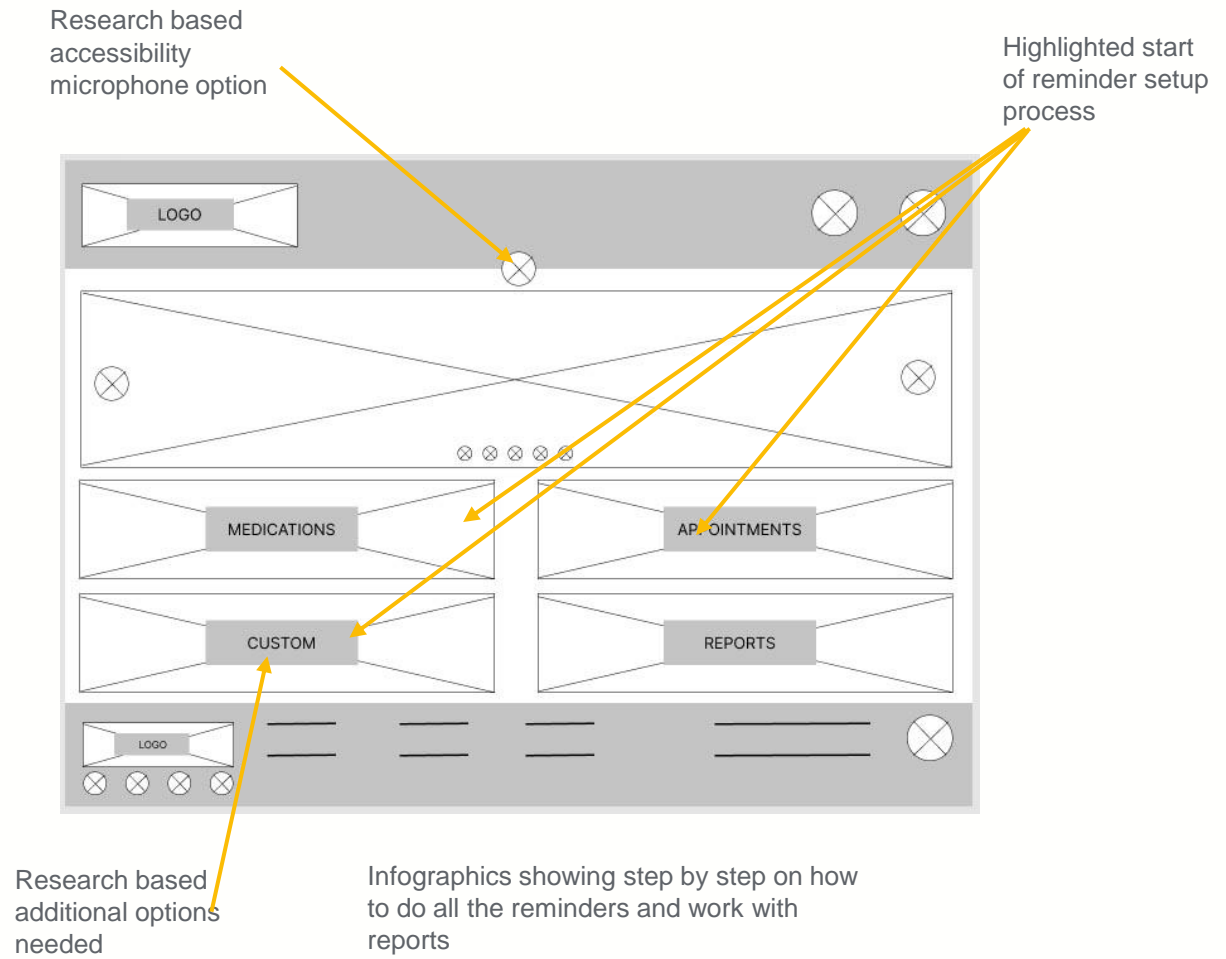 Research based
accessibility
microphone option
Highlighted start
of reminder setup
process
LOGO
MEDICATIONS
APPOINTMENTS
CUSTOM
REPORTS
LOGO
Research based
additional options
needed
Infographics showing step by step on how
to do all the reminders and work with
reports